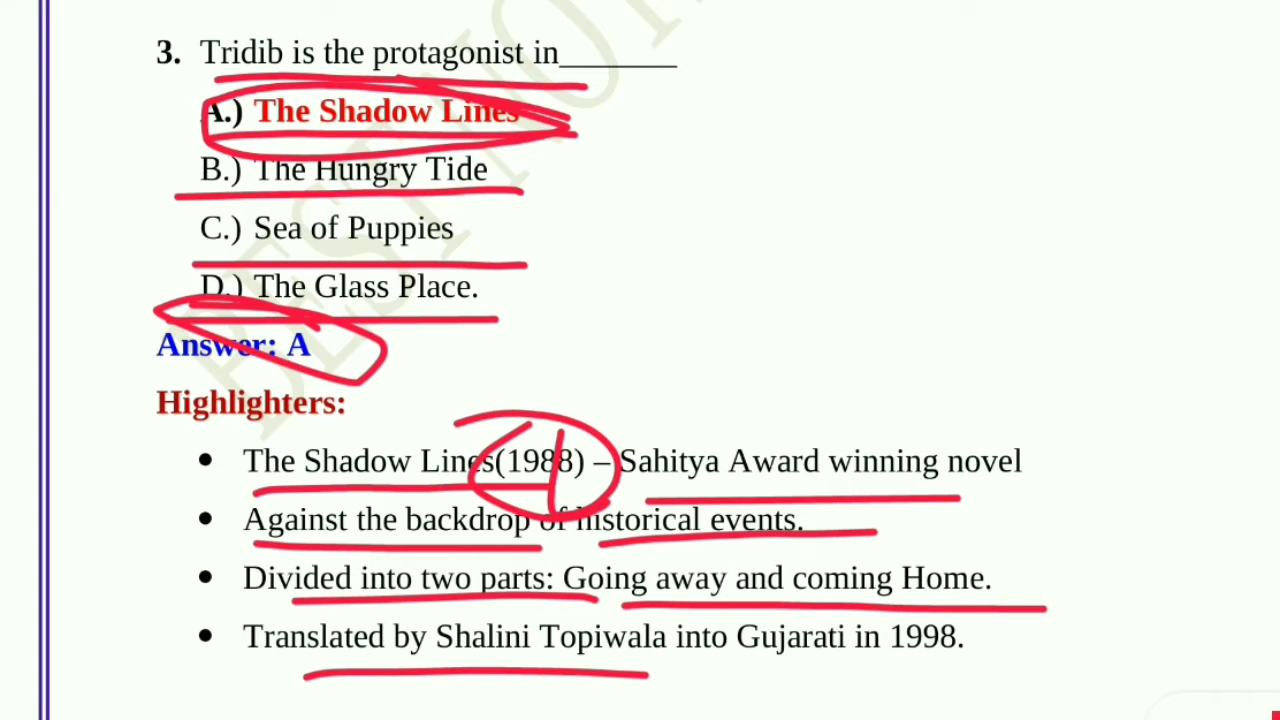 3. Tridib is the protagonist in_______
A.) The Shadow Lines
B.) The Hungry Tide
C.) Sea of Puppies
D.) The Glass Place.
Answer: A
Highlighters:
• The Shadow Lines(1988) – Sahitya Award winning novel
• Against the backdrop of historical events.
• Divided into two parts: Going away and coming Home.
• Translated by Shalini Topiwala into Gujarati in 1998.
BEST NO